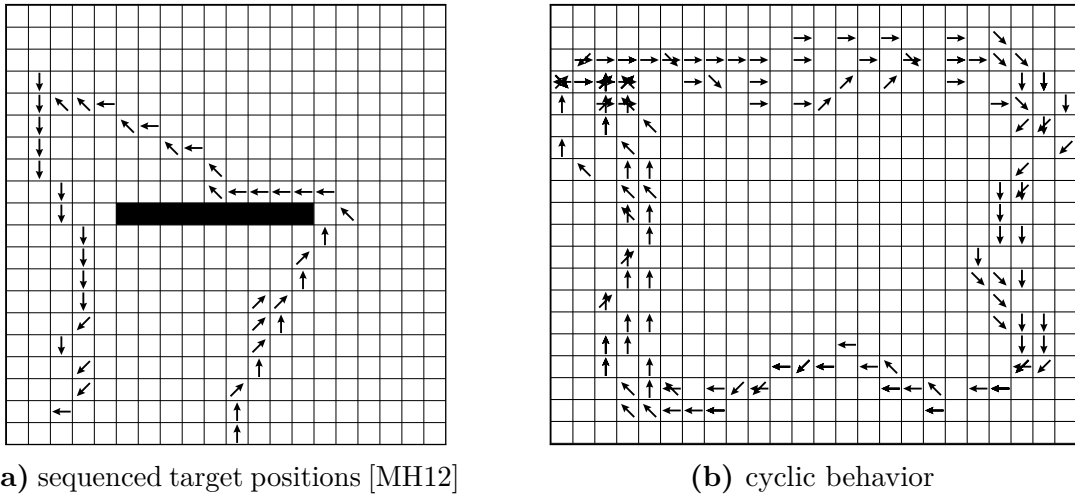 a) sequenced target positions [MH12]
(b) cyclic behavior